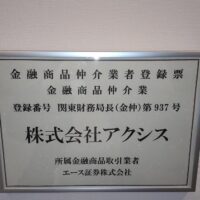 金融商品仲介業者登録票
金融商品仲介業
登録番号 関東財務局長(金仲)第937号
株式会社アクシス
所属金融商品取引業者
エース証券株式会社